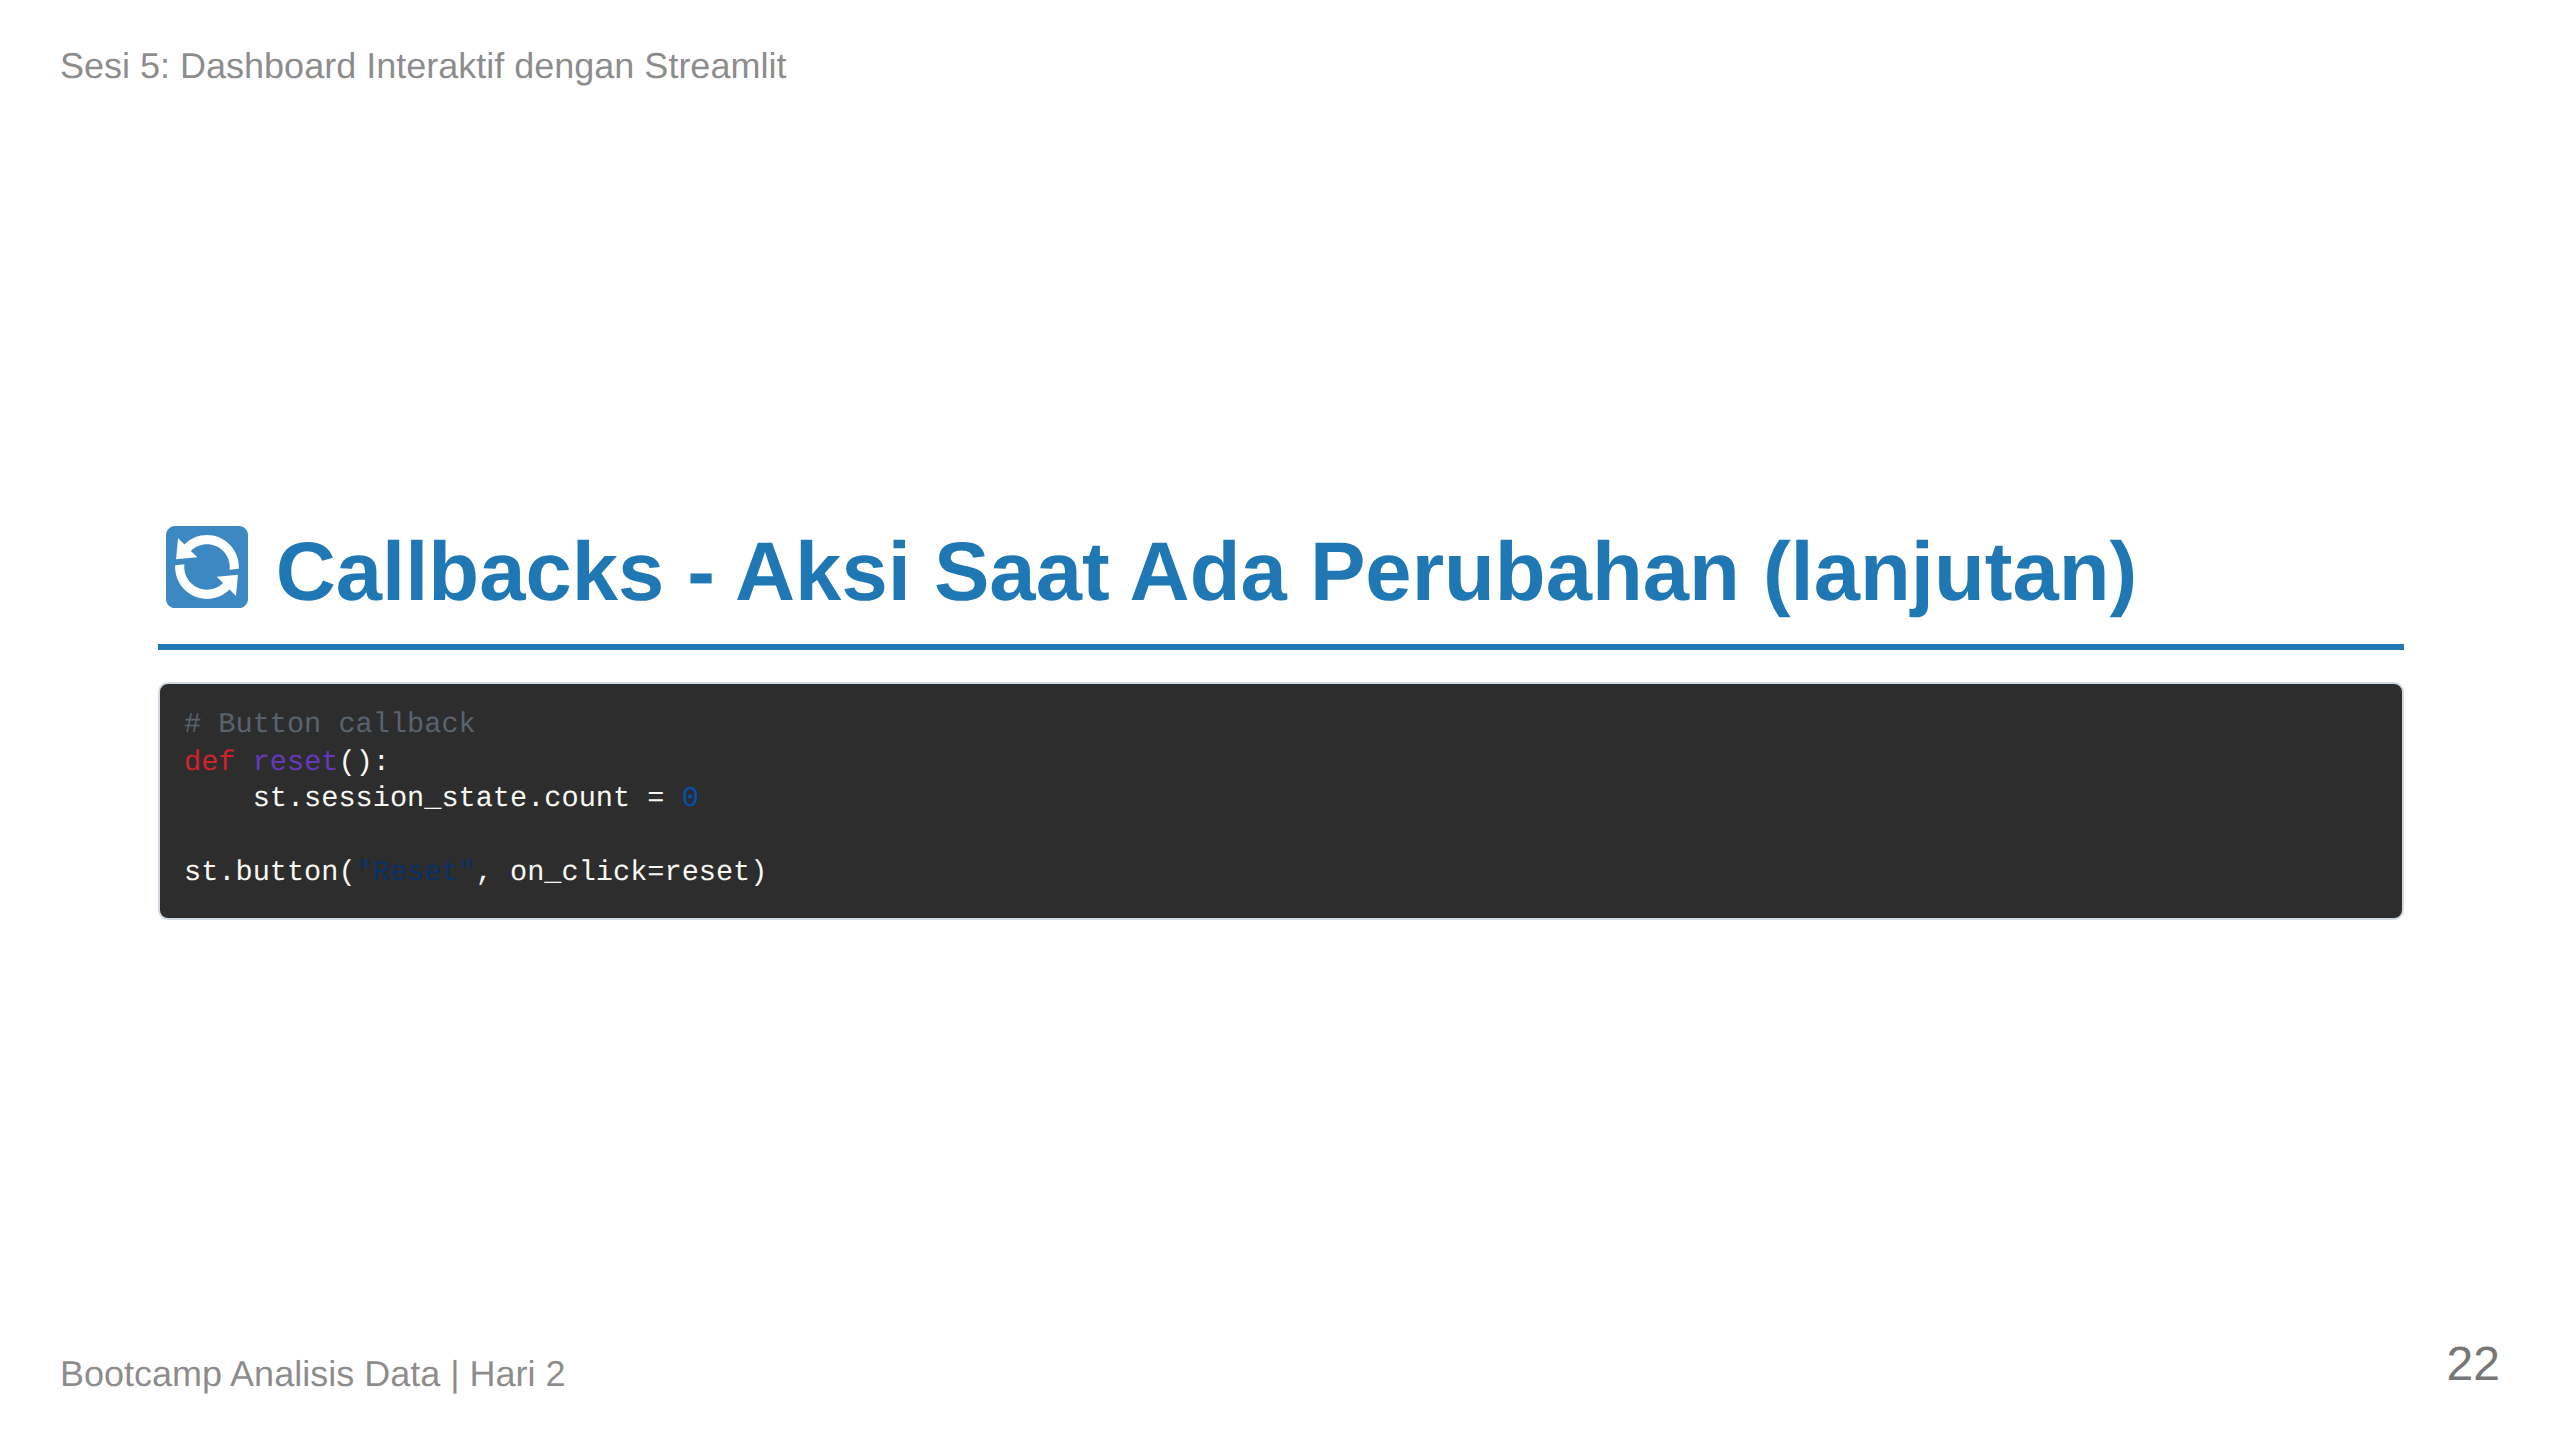 Sesi 5: Dashboard Interaktif dengan Streamlit
Callbacks - Aksi Saat Ada Perubahan (lanjutan)
# Button callback
def reset():
    st.session_state.count = 0
st.button("Reset", on_click=reset)
Bootcamp Analisis Data | Hari 2
22